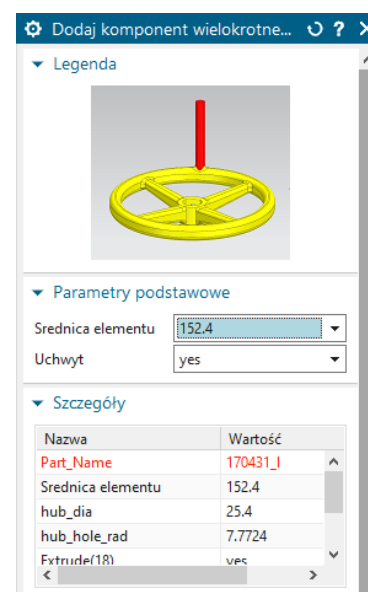 Dodaj komponent wielokrotne... ?
Legenda
Parametry podstawowe
Srednica elementu 152.4
Uchwyt yes
Szczegóły
Nazwa Wartość
Part_Name 170431_I
Srednica elementu 152.4
hub_dia 25.4
hub_hole_rad 7.7724
Extrude(18) yes